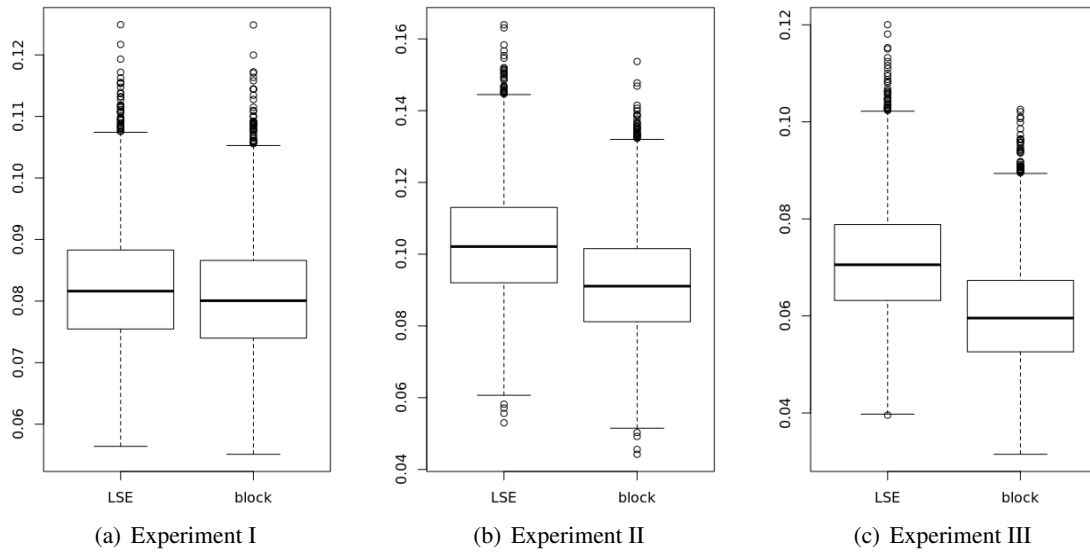 0.06 0.07 0.08 0.09 0.10 0.11 0.12
LSE block
(a) Experiment I
0.04 0.06 0.08 0.10 0.12 0.14 0.16
LSE block
(b) Experiment II
0.04 0.06 0.08 0.10 0.12
LSE block
(c) Experiment III